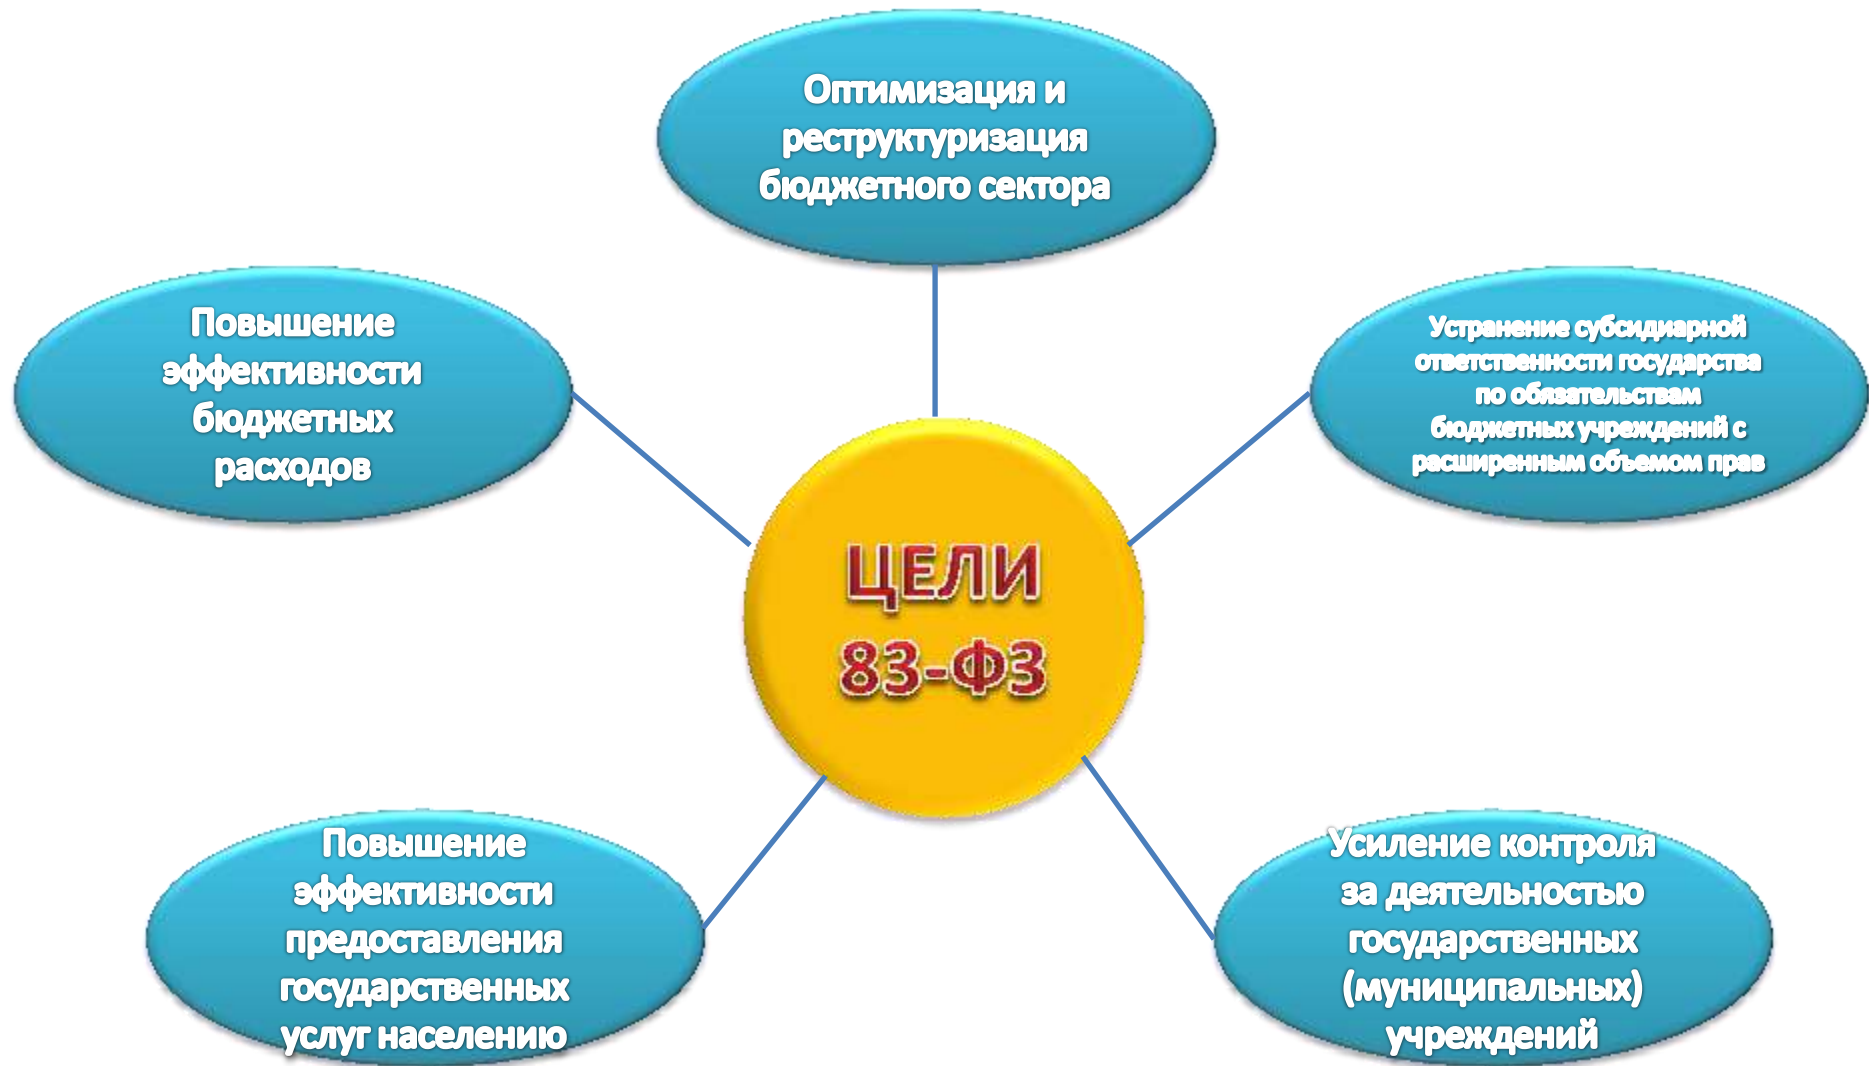 Оптимизация и
реструктуризация
бюджетного сектора
Повышение
эффективности
бюджетных
расходов
Устранение субсидиарной
ответственности государства
по обязательствам
бюджетных учреждений с
расширенным объемом прав
ЦЕЛИ
83-ФЗ
Повышение
эффективности
предоставления
государственных
услуг населению
Усиление контроля
за деятельностью
государственных
(муниципальных)
учреждений